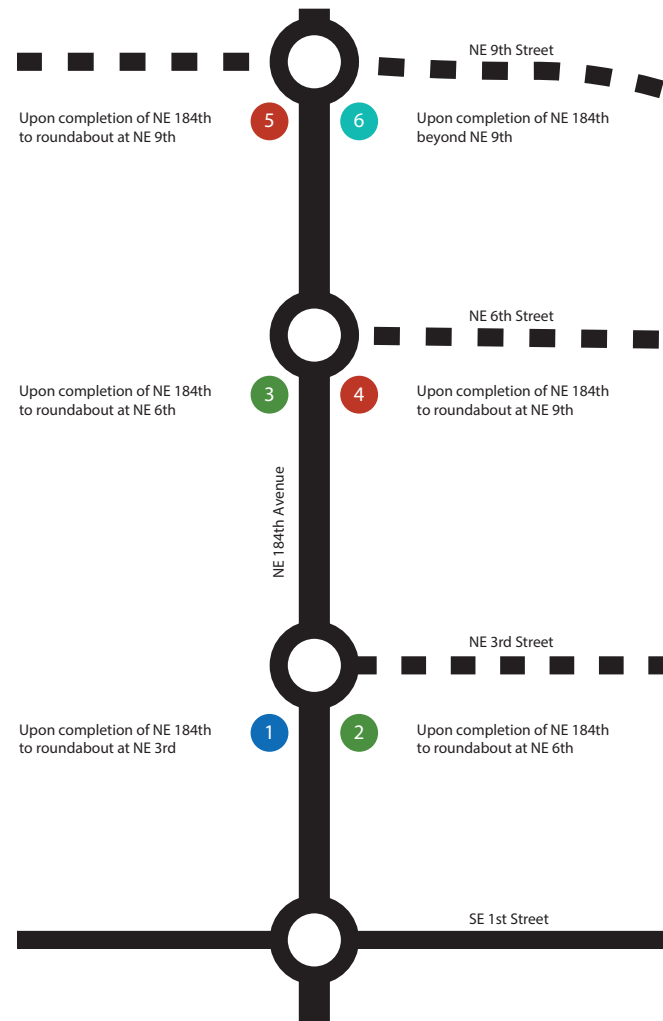 NE 9th Street
Upon completion of NE 184th
to roundabout at NE 9th
5
6
Upon completion of NE 184th
beyond NE 9th
NE 6th Street
Upon completion of NE 184th
to roundabout at NE 6th
3
4
Upon completion of NE 184th
to roundabout at NE 9th
NE 184th Avenue
NE 3rd Street
Upon completion of NE 184th
to roundabout at NE 3rd
1
2
Upon completion of NE 184th
to roundabout at NE 6th
SE 1st Street